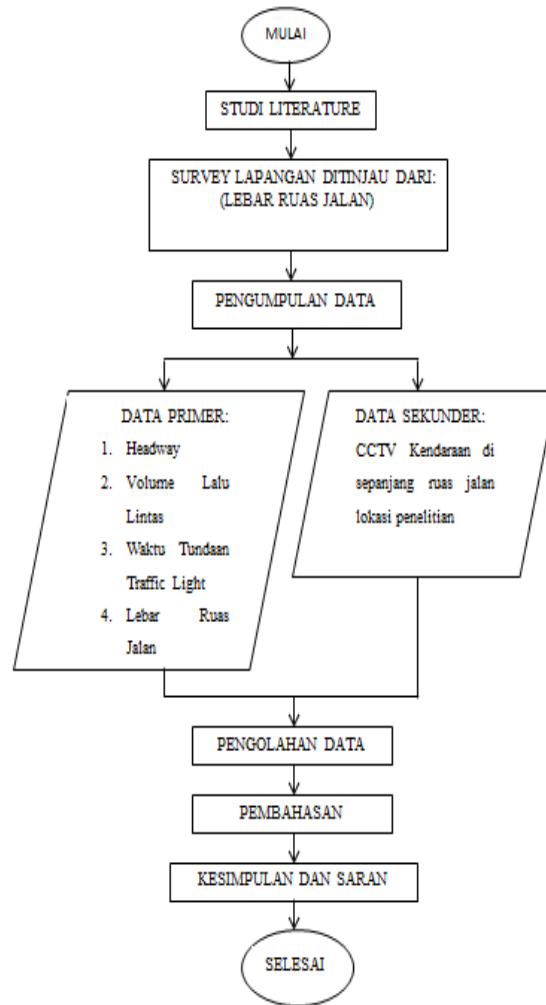 MULAI
STUDI LITERATURE
SURVEY LAPANGAN DITINJAU DARI:
(LEBAR RUAS JALAN)
PENGUMPULAN DATA
DATA PRIMER:
1. Headway
2. Volume Lalu
Lintas
3. Waktu Tundaan
Traffic Light
4. Lebar Ruas
Jalan
DATA SEKUNDER:
CCTV Kendaraan di
sepanjang ruas jalan
lokasi penelitian
PENGOLAHAN DATA
PEMBAHASAN
KESIMPULAN DAN SARAN
SELESAI